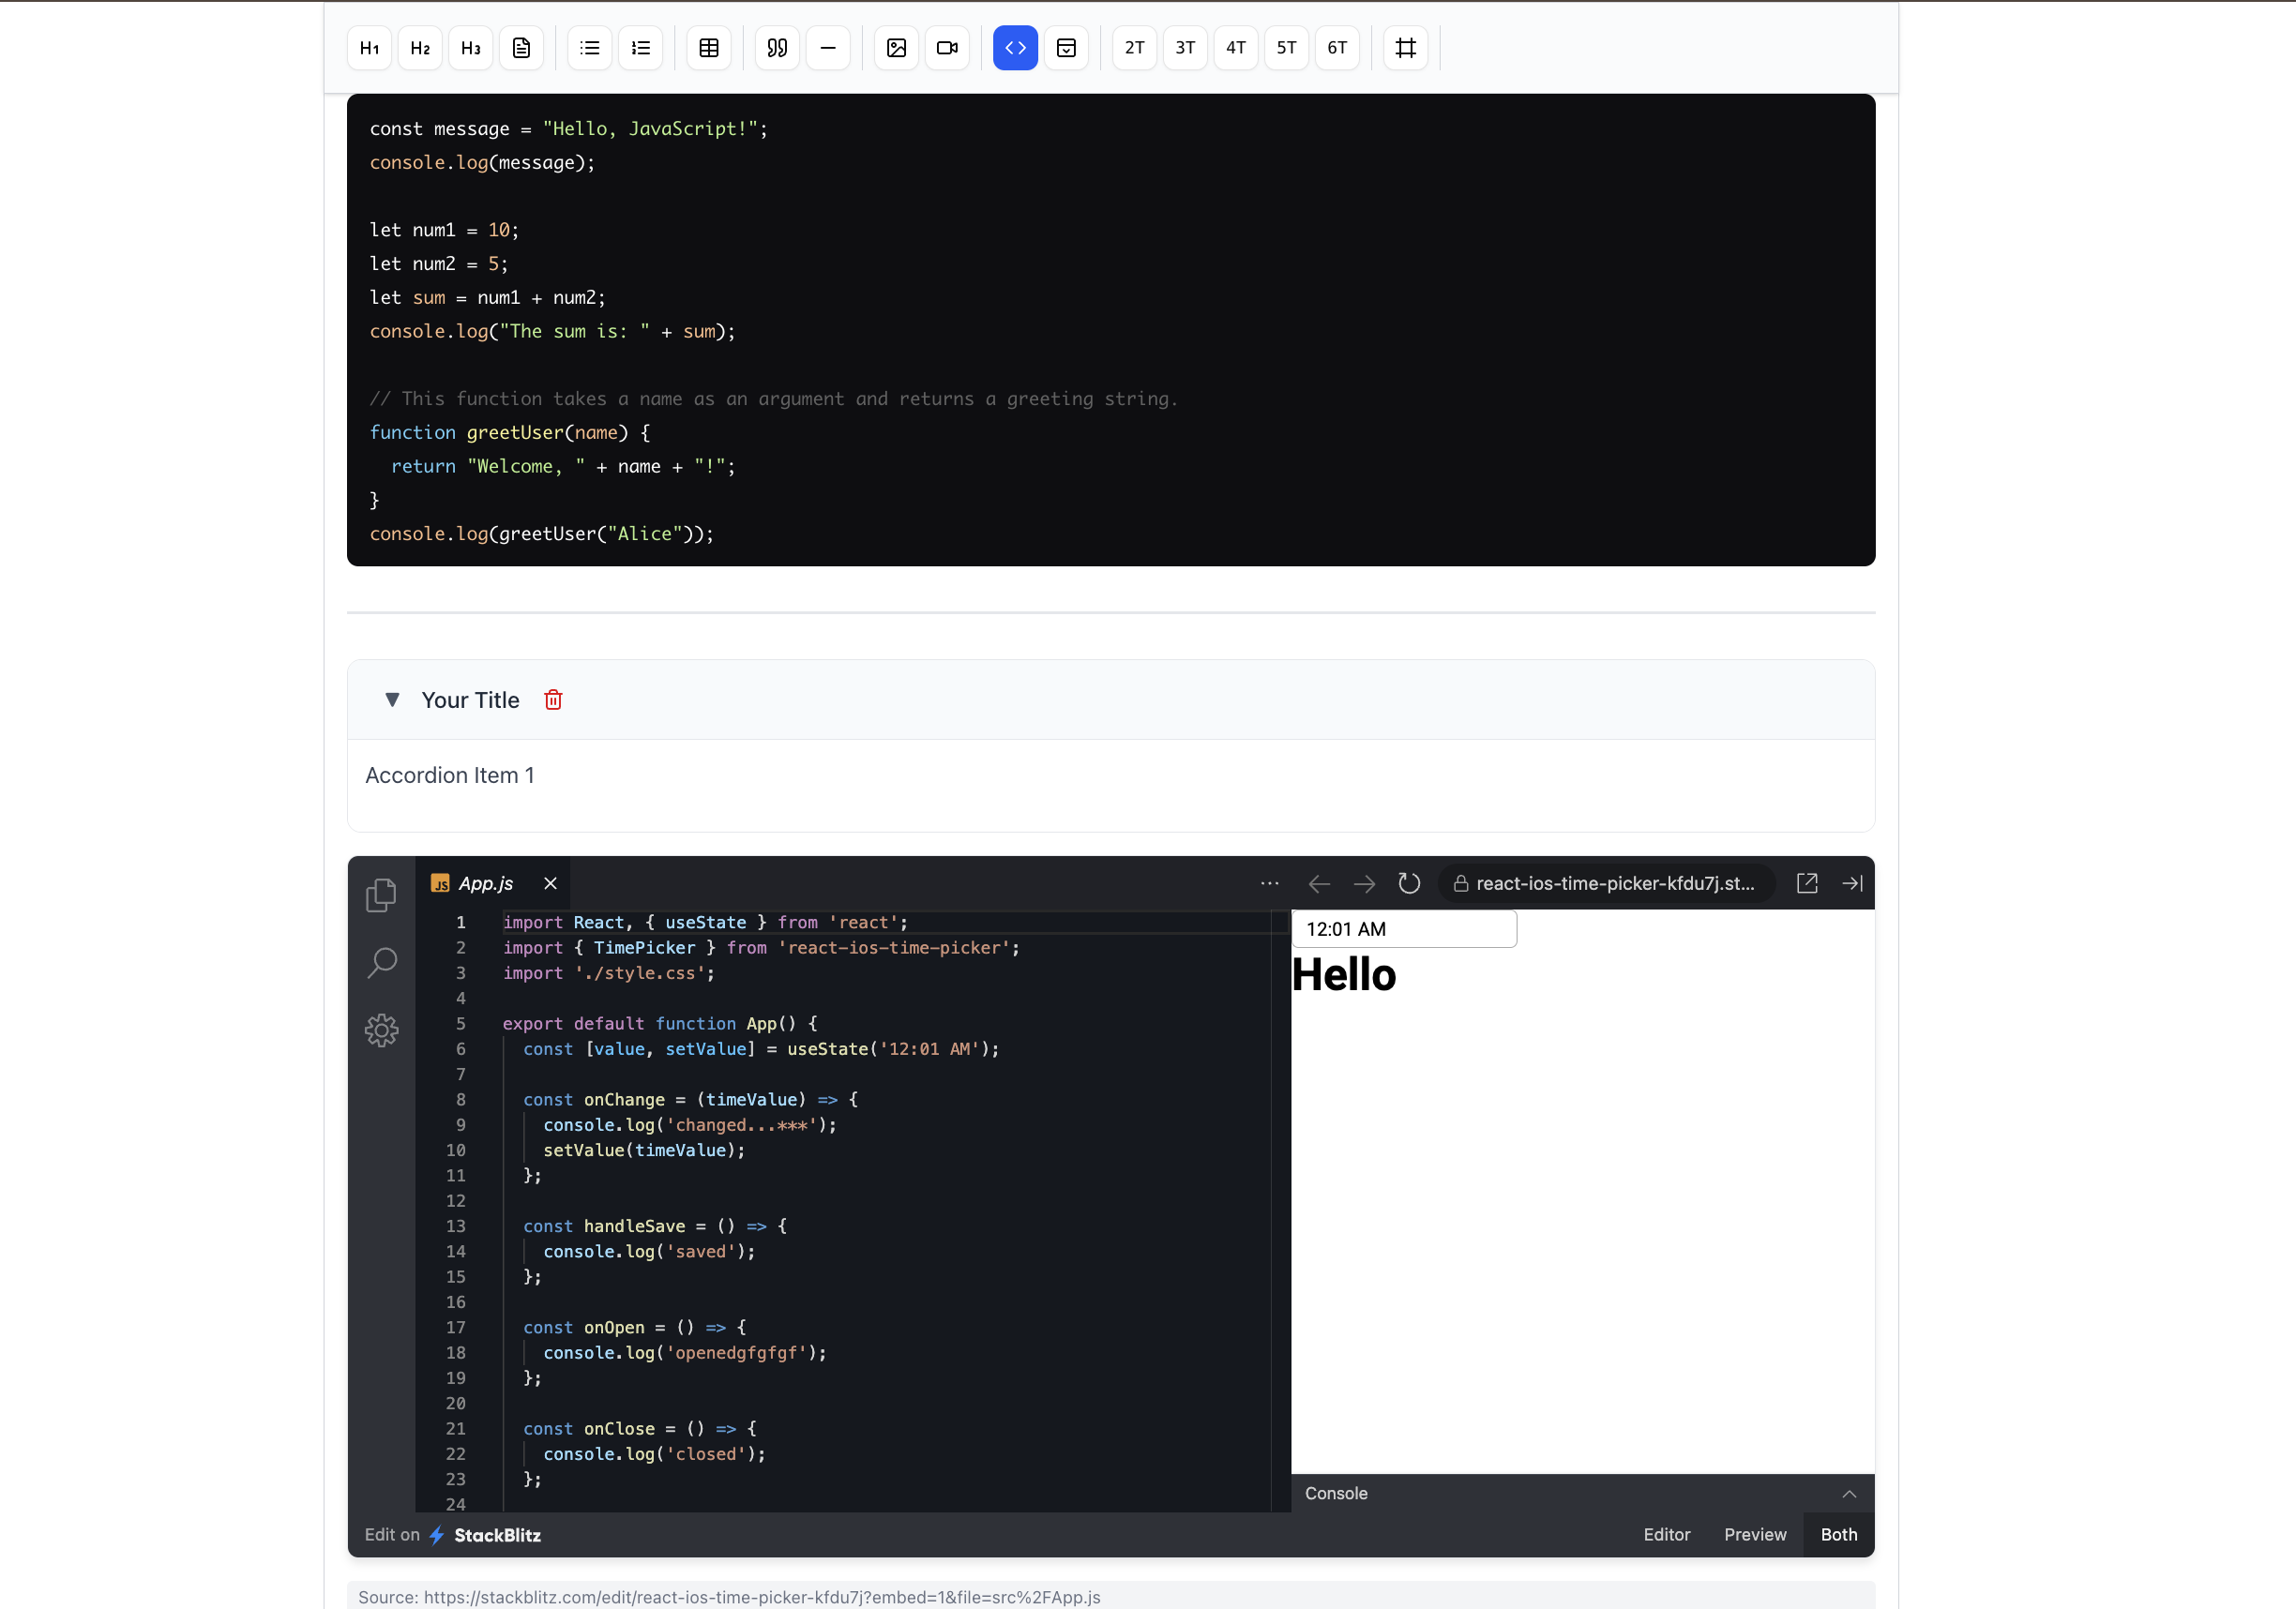 H1 H2 H3 2T 3T 4T 5T 6T
const message = "Hello, JavaScript!";
console.log(message);
let num1 = 10;
let num2 = 5;
let sum = num1 + num2;
console.log("The sum is: " + sum);
// This function takes a name as an argument and returns a greeting string.
function greetUser(name) {
  return "Welcome, " + name + "!";
}
console.log(greetUser("Alice"));
Your Title
Accordion Item 1
JS App.js
react-ios-time-picker-kfdu7j.st...
1 import React, { useState } from 'react';
2 import { TimePicker } from 'react-ios-time-picker';
3 import './style.css';
4
5 export default function App() {
6   const [value, setValue] = useState('12:01 AM');
7
8   const onChange = (timeValue) => {
9     console.log('changed...***');
10     setValue(timeValue);
11   };
12
13   const handleSave = () => {
14     console.log('saved');
15   };
16
17   const onOpen = () => {
18     console.log('openedgfgfgf');
19   };
20
21   const onClose = () => {
22     console.log('closed');
23   };
24
12:01 AM
Hello
Console
Edit on StackBlitz
Editor Preview Both
Source: https://stackblitz.com/edit/react-ios-time-picker-kfdu7j?embed=1&file=src%2FApp.js